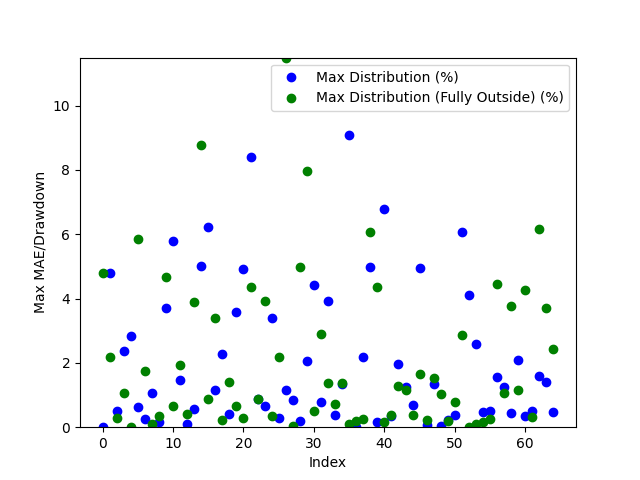 Max Distribution (%)
Max Distribution (Fully Outside) (%)
Max MAE/Drawdown
10
8
6
4
2
0
0 10 20 30 40 50 60
Index